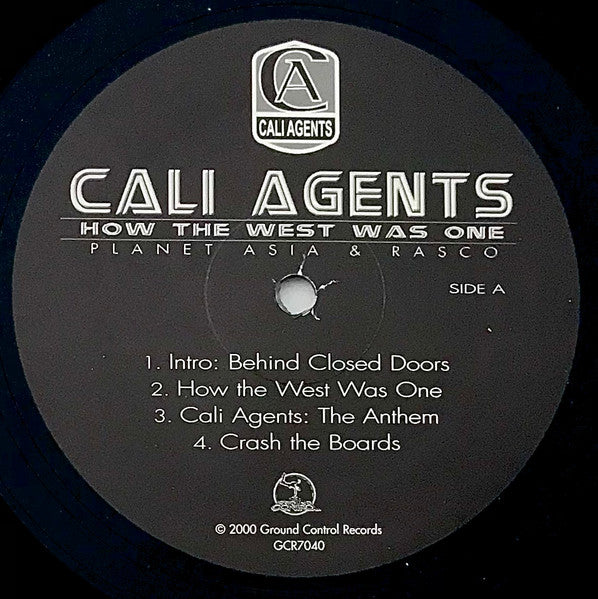 CA
CALI AGENTS
CALI AGENTS
HOW THE WEST WAS ONE
PLANET ASIA & RASCO
SIDE A
1. Intro: Behind Closed Doors
2. How the West Was One
3. Cali Agents: The Anthem
4. Crash the Boards
© 2000 Ground Control Records
GCR7040